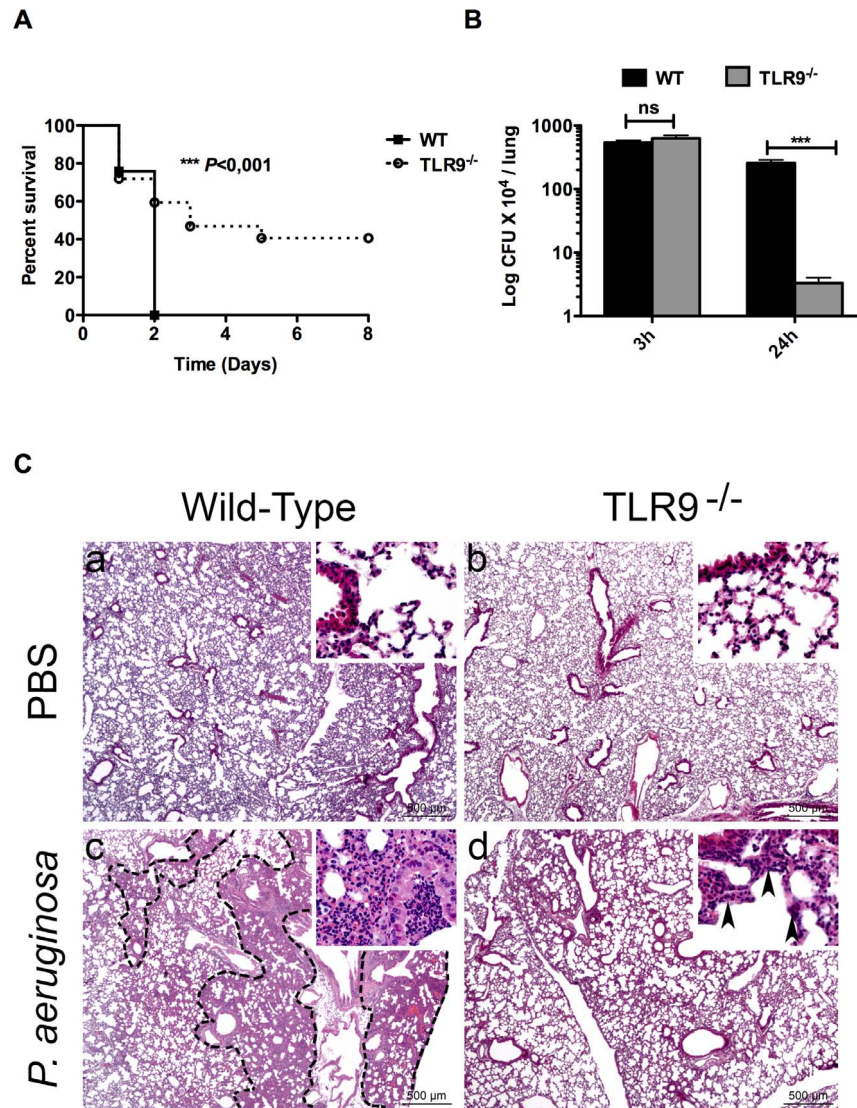 A
100
80
60
40
20
0
Percent survival
0 2 4 6 8
Time (Days)
*** P<0,001
WT
TLR9-/-
B
WT TLR9-/-
ns
***
1000
100
10
1
Log CFU X 10⁴ / lung
3h 24h
C
Wild-Type TLR9 -/-
PBS
a
500 µm
b
500 µm
P. aeruginosa
c
500 µm
d
500 µm